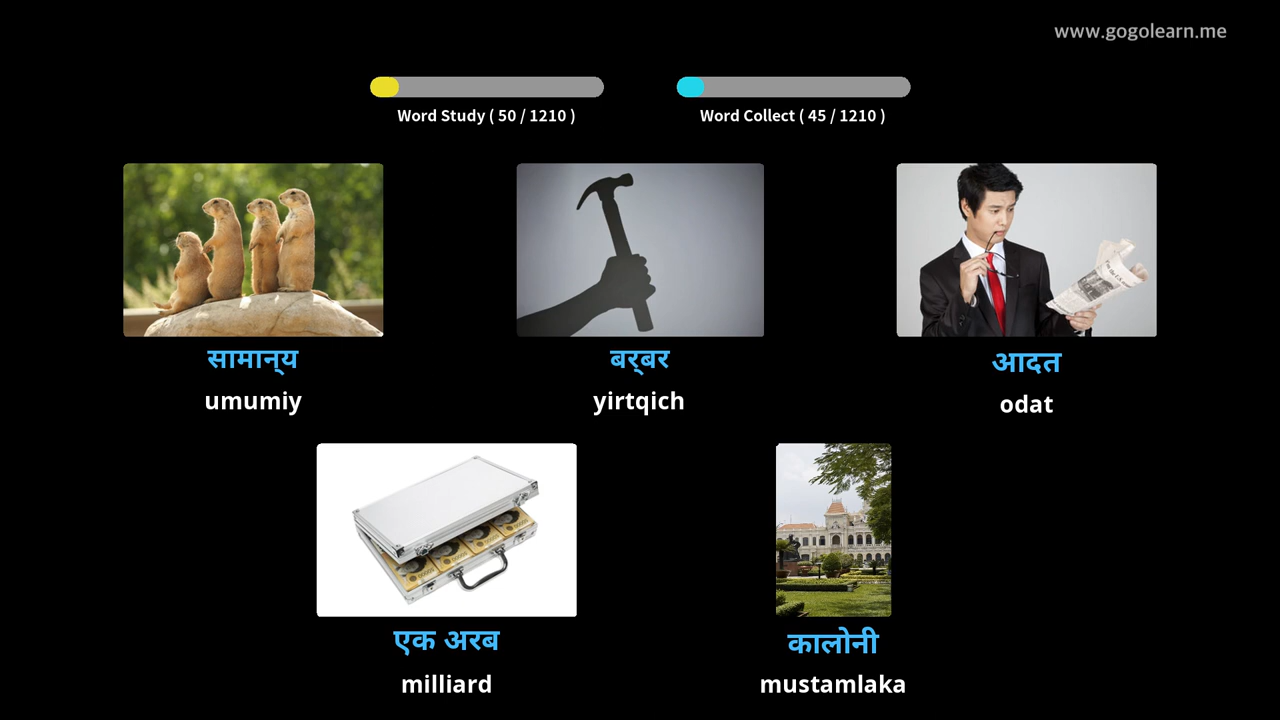 www.gogolearn.me
Word Study ( 50 / 1210 )
Word Collect ( 45 / 1210 )
सामान्य
umumiy
बर्बर
yirtqich
आदत
odat
एक अरब
milliard
कालोनी
mustamlaka